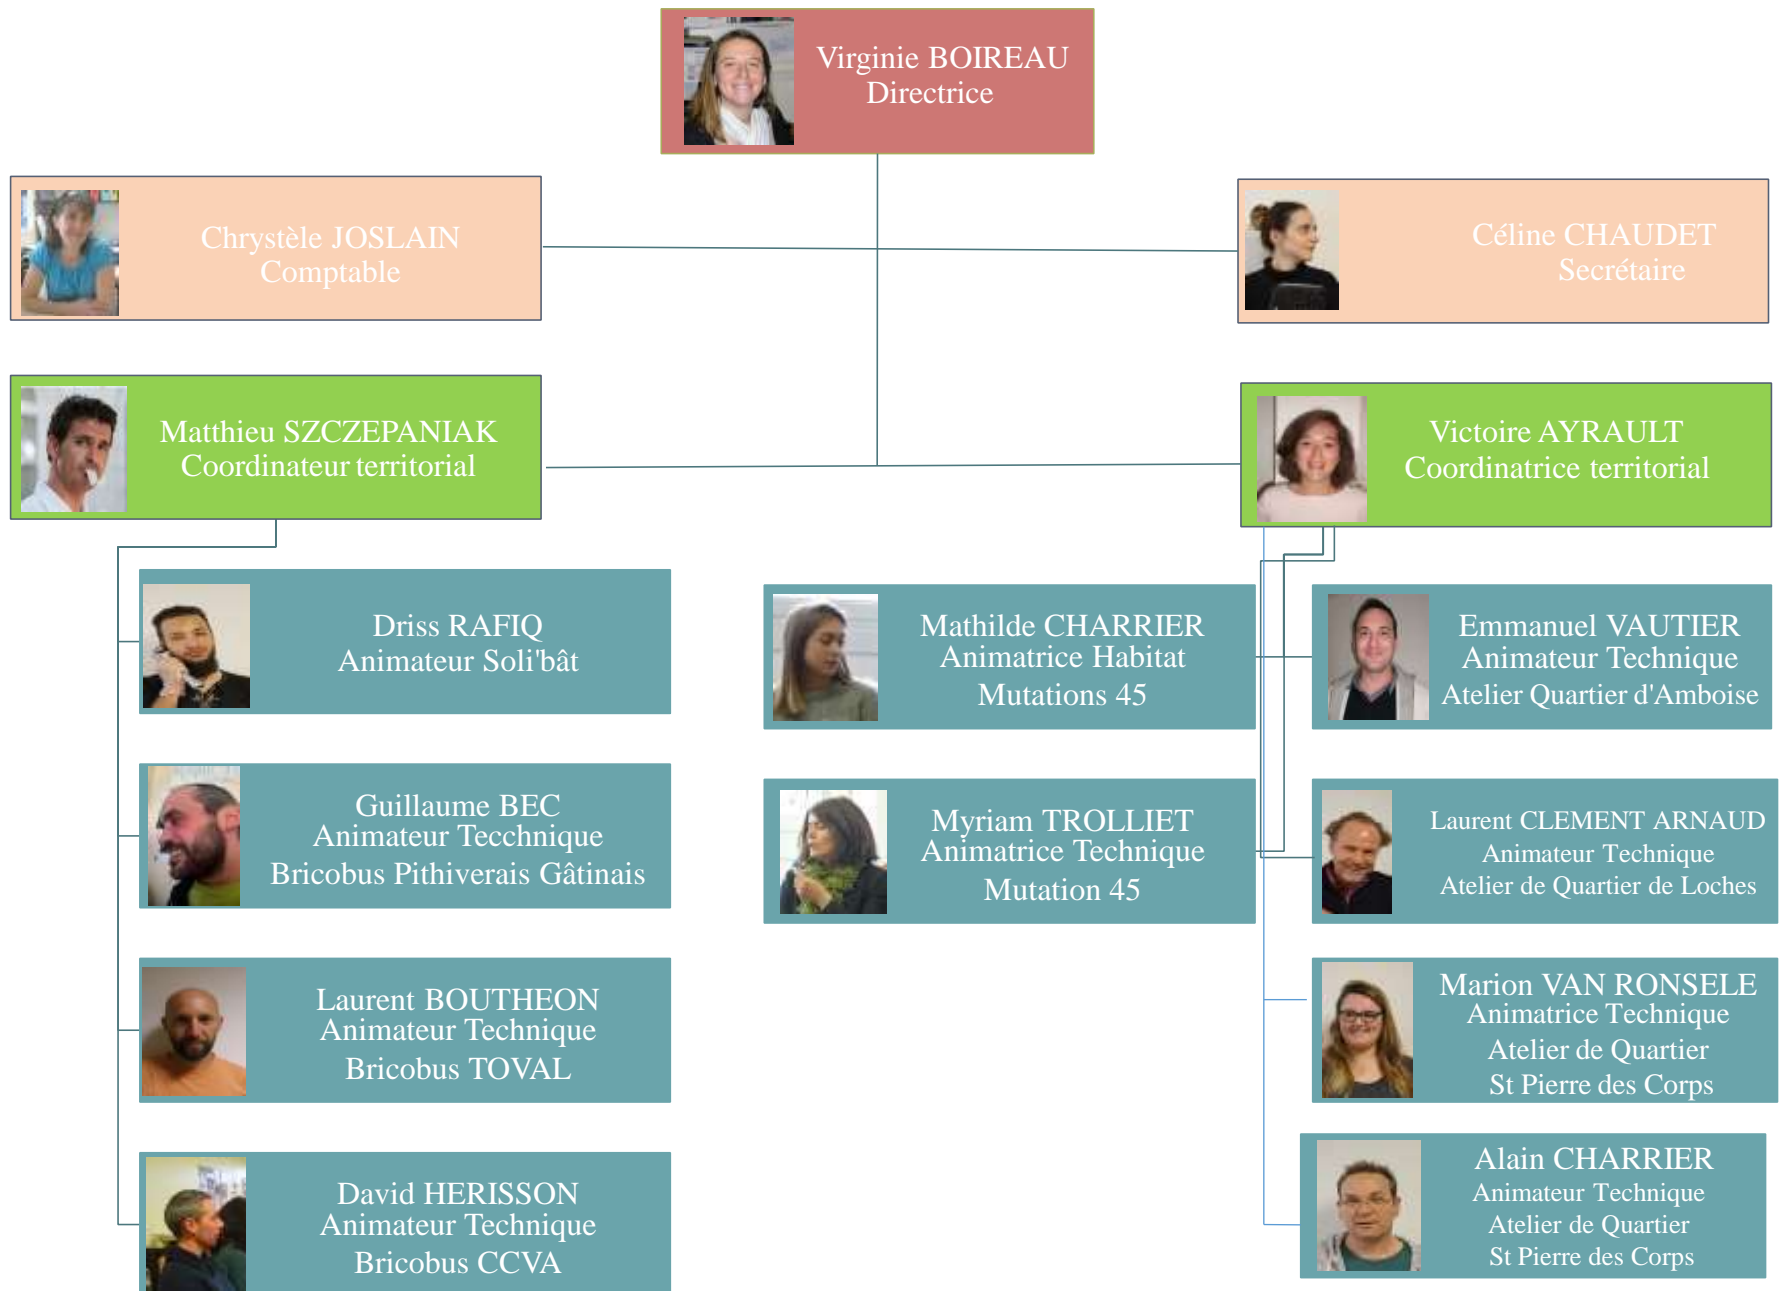 Virginie BOIREAU
Directrice
Chrystèle JOSLAIN
Comptable
Céline CHAUDET
Secrétaire
Matthieu SZCZEPANIAK
Coordinateur territorial
Victoire AYRAULT
Coordinatrice territorial
Driss RAFIQ
Animateur Soli'bât
Guillaume BEC
Animateur Tecchnique
Bricobus Pithiverais Gâtinais
Laurent BOUTHEON
Animateur Technique
Bricobus TOVAL
David HERISSON
Animateur Technique
Bricobus CCVA
Mathilde CHARRIER
Animatrice Habitat
Mutations 45
Myriam TROLLIET
Animatrice Technique
Mutation 45
Emmanuel VAUTIER
Animateur Technique
Atelier Quartier d'Amboise
Laurent CLEMENT ARNAUD
Animateur Technique
Atelier de Quartier de Loches
Marion VAN RONSELE
Animatrice Technique
Atelier de Quartier
St Pierre des Corps
Alain CHARRIER
Animateur Technique
Atelier de Quartier
St Pierre des Corps